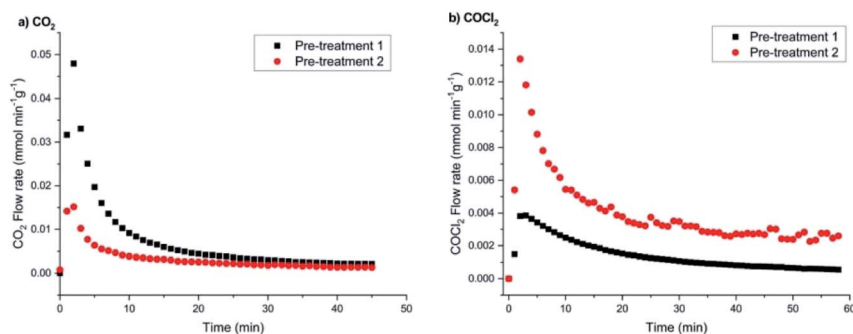 a) CO₂
Pre-treatment 1
Pre-treatment 2
0.05
0.04
0.03
0.02
0.01
0.00
CO₂ Flow rate (mmol min⁻¹g⁻¹)
0
10
20
30
40
50
Time (min)
b) COCl₂
Pre-treatment 1
Pre-treatment 2
0.014
0.012
0.010
0.008
0.006
0.004
0.002
0.000
COCl₂ Flow rate (mmol min⁻¹g⁻¹)
0
10
20
30
40
50
60
Time (min)